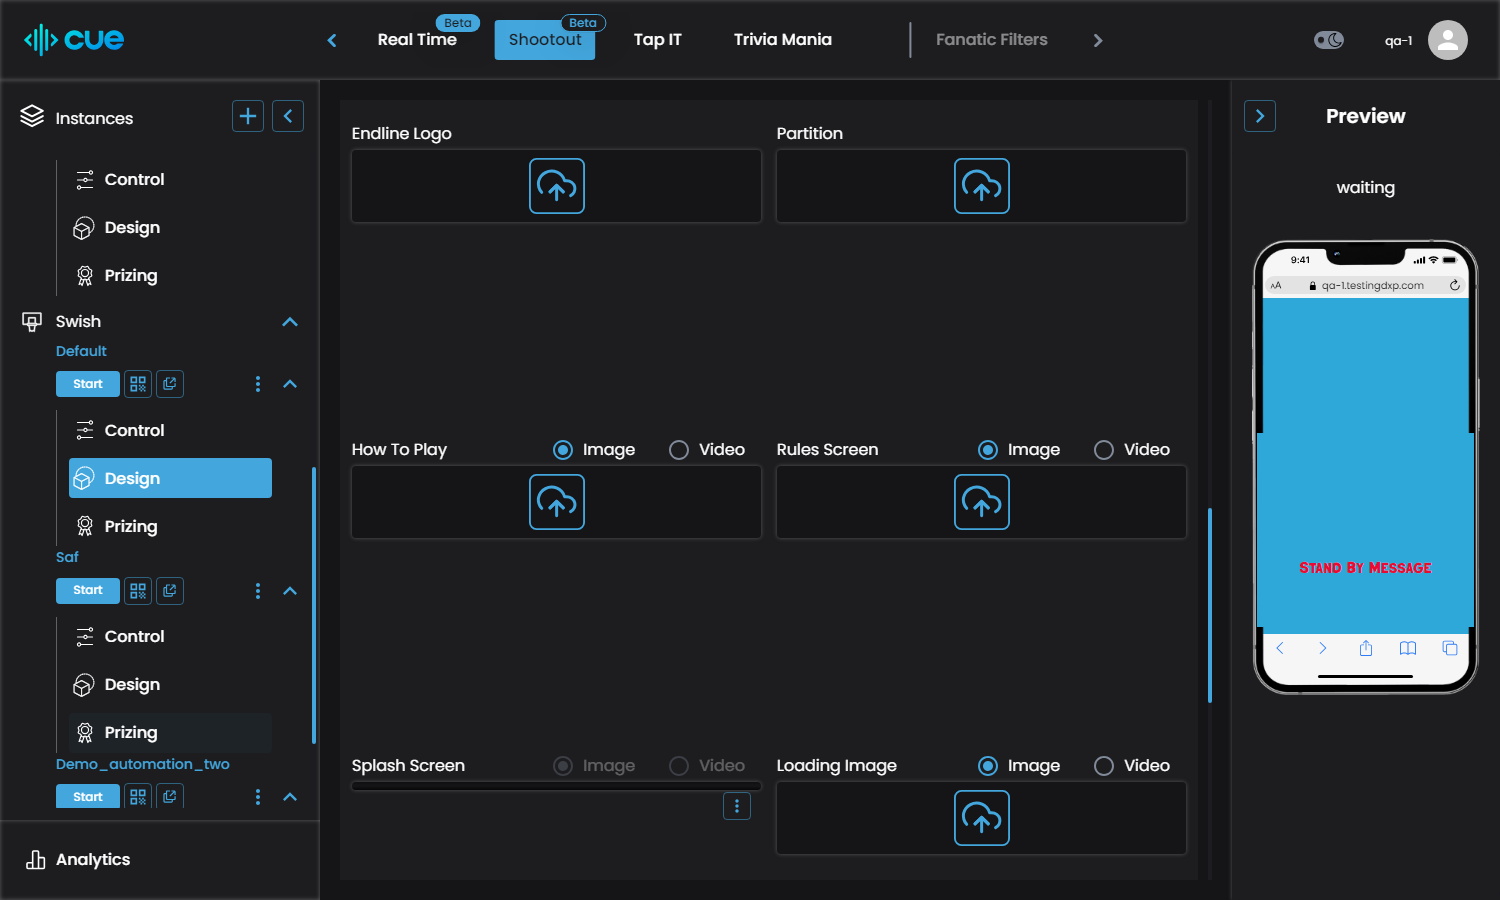 cue
Real Time
Beta
Shootout
Beta
Tap IT
Trivia Mania
Fanatic Filters
qa-1
Instances
Control
Design
Prizing
Swish
Default
Start
Control
Design
Prizing
Saf
Start
Control
Design
Prizing
Demo_automation_two
Start
Analytics
Endline Logo
Partition
How To Play
Image
Video
Rules Screen
Image
Video
Splash Screen
Image
Video
Loading Image
Image
Video
Preview
waiting
9:41
AA
qa-1.testingdxp.com
Stand By Message